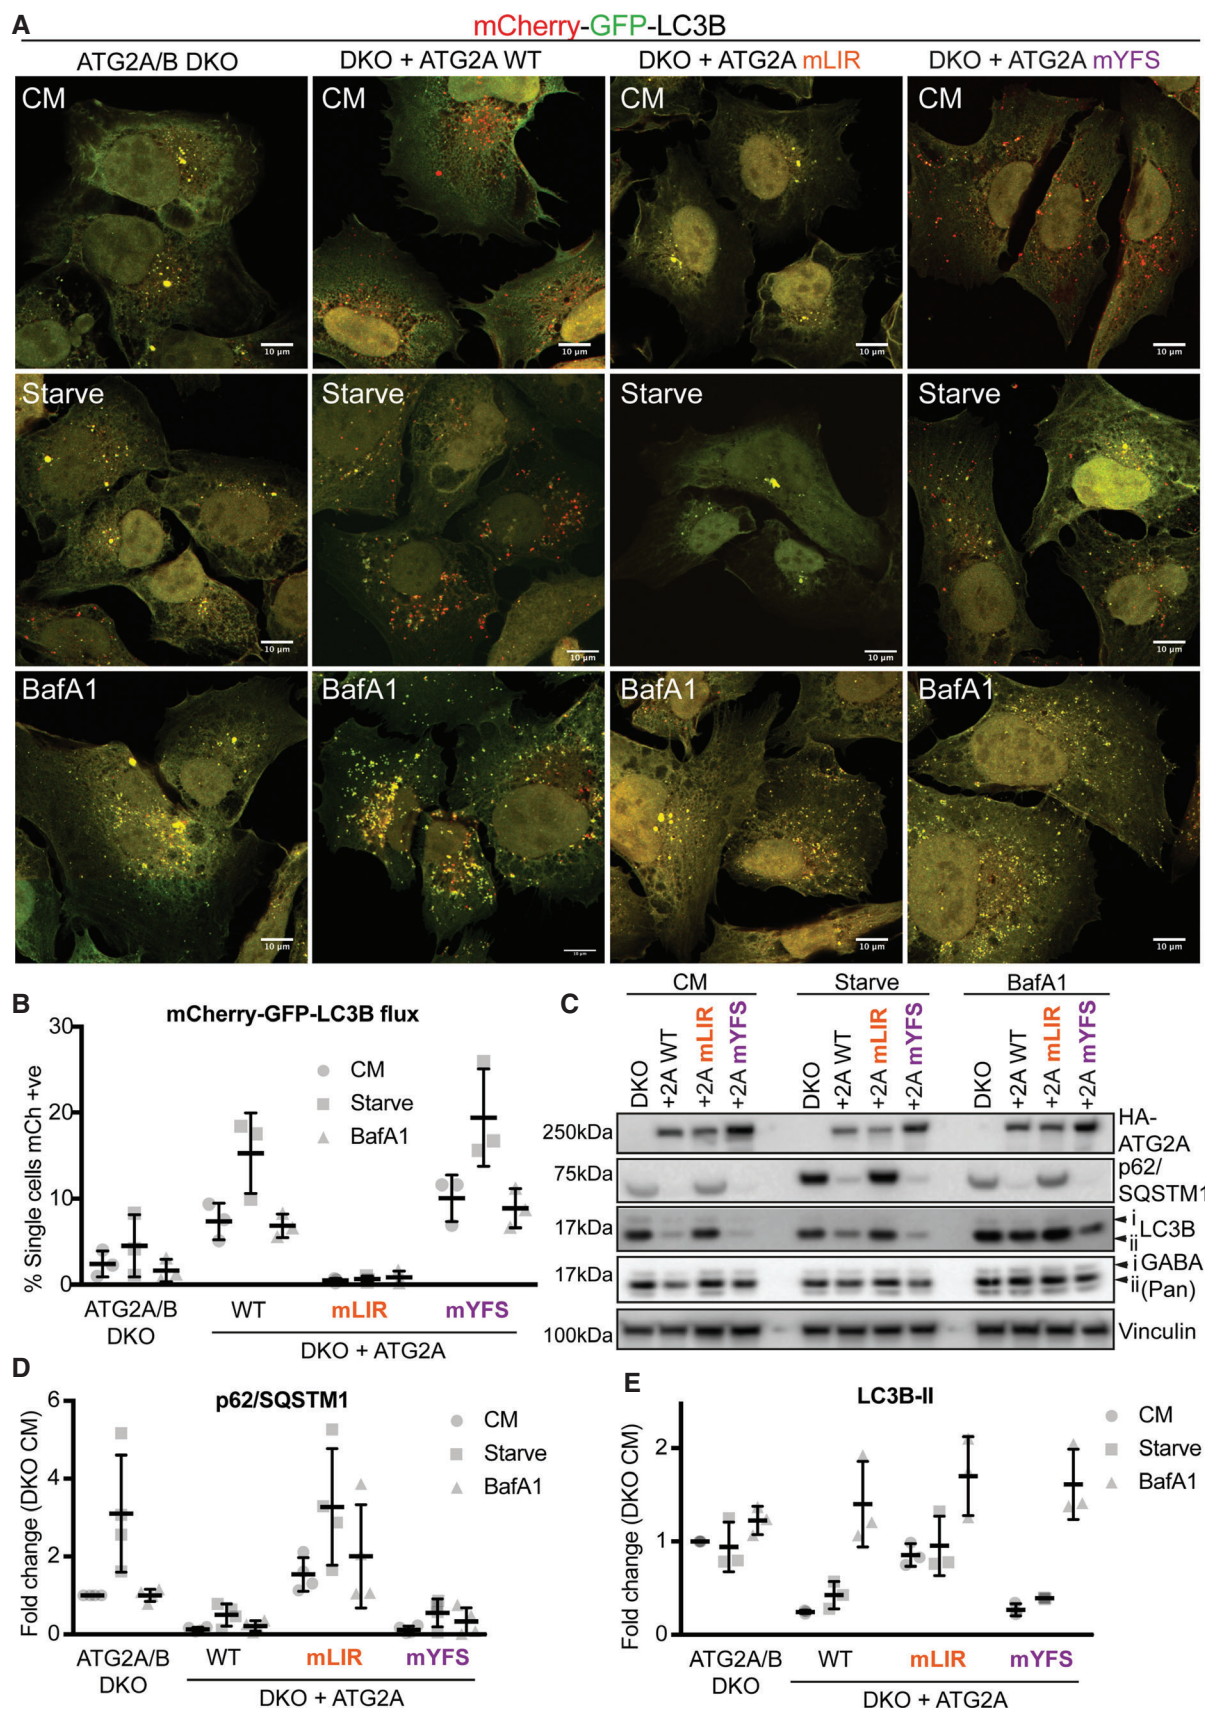 A
mCherry-GFP-LC3B
ATG2A/B DKO
DKO + ATG2A WT
DKO + ATG2A mLIR
DKO + ATG2A mYFS
CM
CM
CM
CM
10 µm
10 µm
10 µm
10 µm
Starve
Starve
Starve
Starve
10 µm
10 µm
10 µm
10 µm
BafA1
BafA1
BafA1
BafA1
10 µm
10 µm
10 µm
10 µm
B
mCherry-GFP-LC3B flux
% Single cells mCh +ve
30
20
10
0
CM
Starve
BafA1
ATG2A/B
DKO
WT
mLIR
mYFS
DKO + ATG2A
C
CM
Starve
BafA1
DKO
+2A WT
+2A mLIR
+2A mYFS
DKO
+2A WT
+2A mLIR
+2A mYFS
DKO
+2A WT
+2A mLIR
+2A mYFS
250kDa
HA-
ATG2A
75kDa
p62/
SQSTM1
17kDa
i
LC3B
ii
17kDa
i GABA
ii (Pan)
100kDa
Vinculin
D
p62/SQSTM1
Fold change (DKO CM)
6
4
2
0
CM
Starve
BafA1
ATG2A/B
DKO
WT
mLIR
mYFS
DKO + ATG2A
E
LC3B-II
Fold change (DKO CM)
2
1
0
CM
Starve
BafA1
ATG2A/B
DKO
WT
mLIR
mYFS
DKO + ATG2A